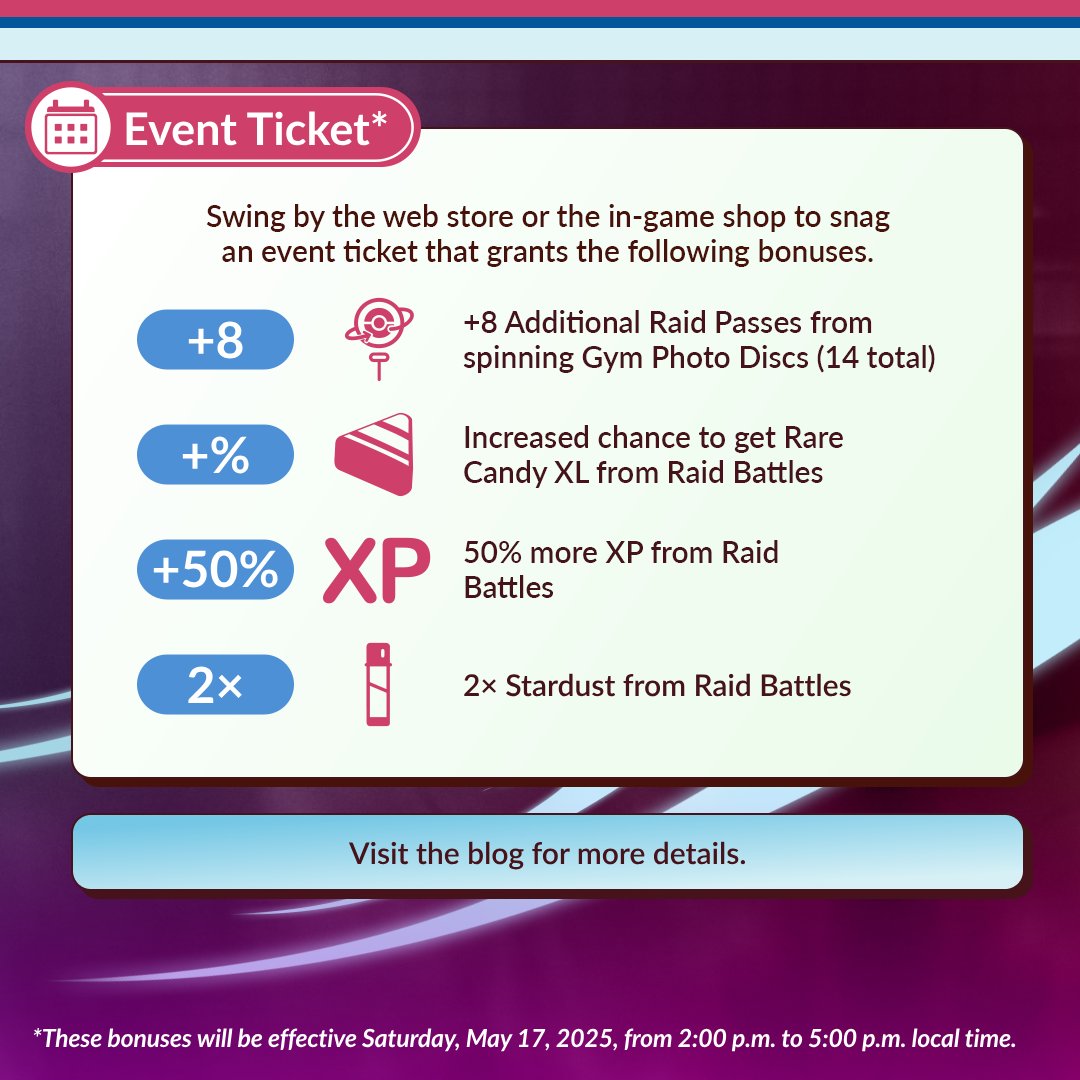 Event Ticket*
Swing by the web store or the in-game shop to snag
an event ticket that grants the following bonuses.
+8
+8 Additional Raid Passes from
spinning Gym Photo Discs (14 total)
+%
Increased chance to get Rare
Candy XL from Raid Battles
+50%
XP
50% more XP from Raid
Battles
2×
2× Stardust from Raid Battles
Visit the blog for more details.
*These bonuses will be effective Saturday, May 17, 2025, from 2:00 p.m. to 5:00 p.m. local time.